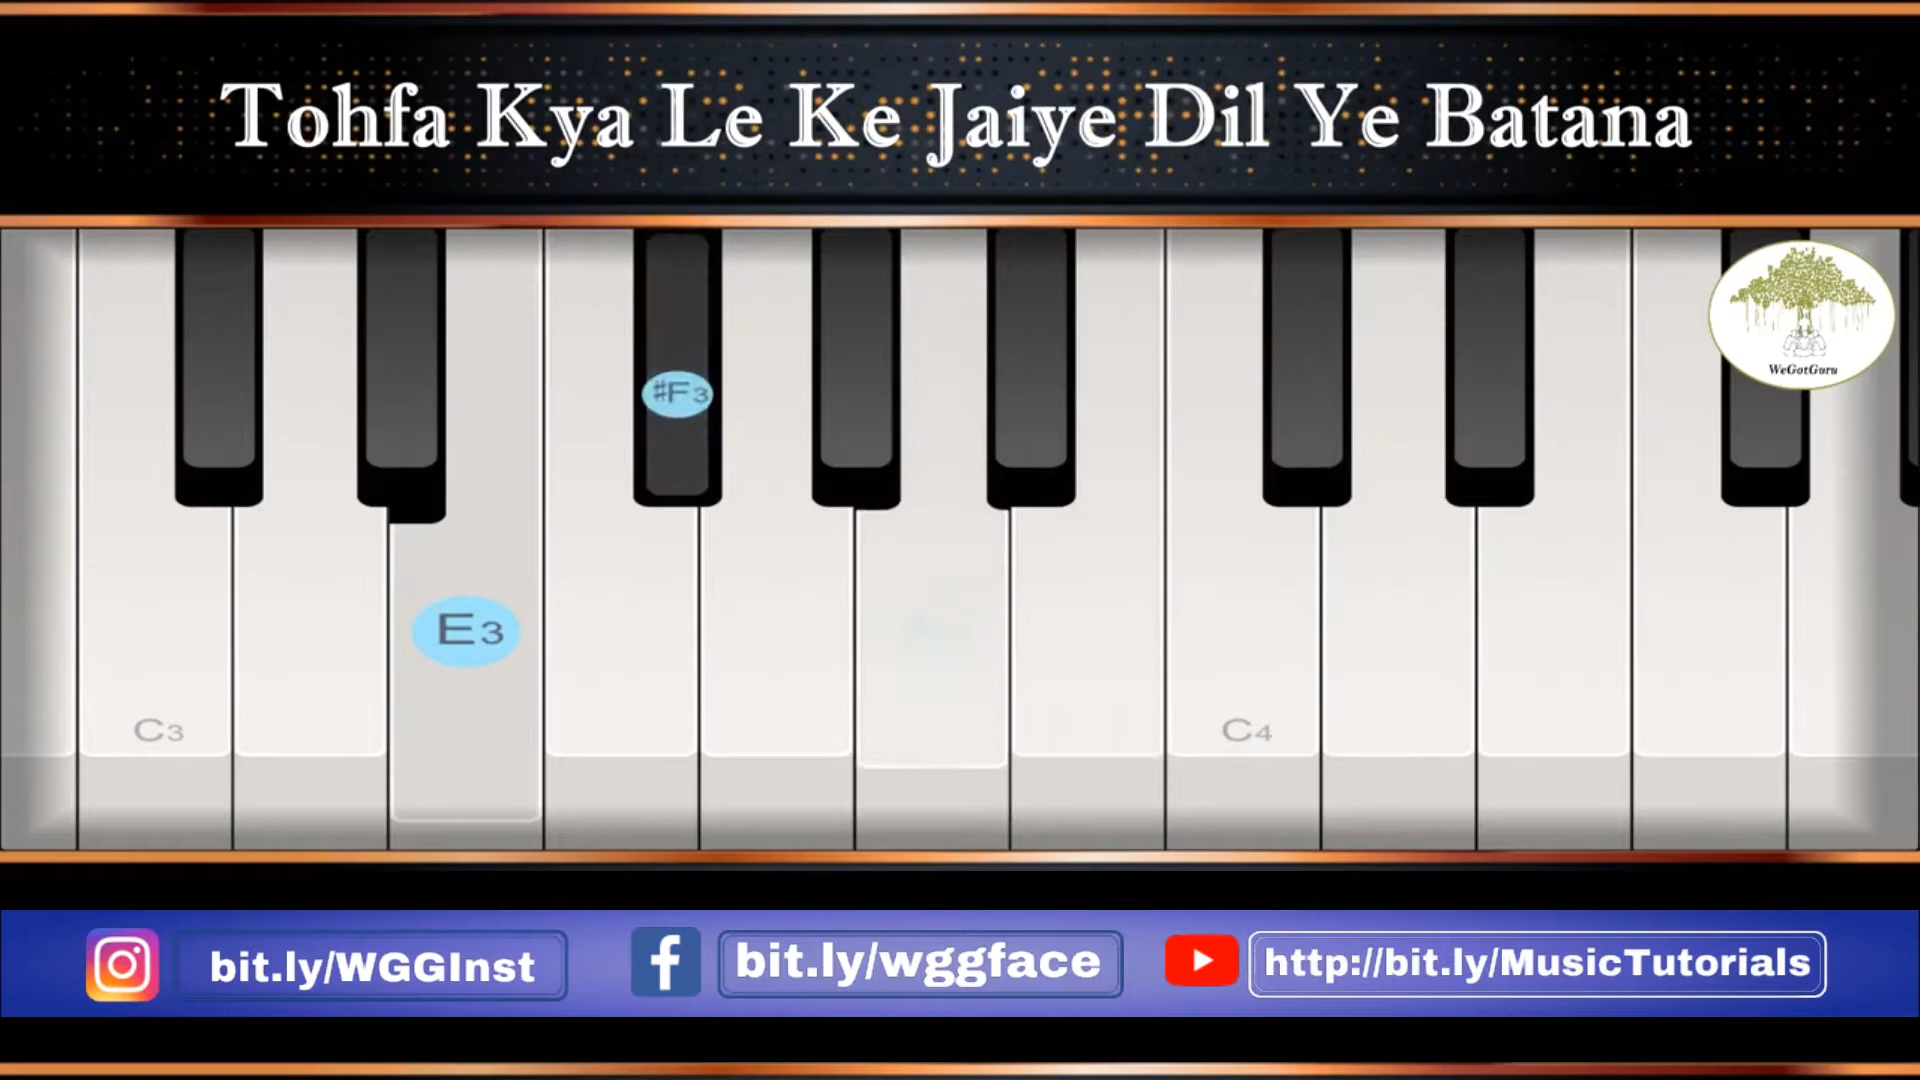 Tohfa Kya Le Ke Jaiye Dil Ye Batana
WeGotGuru
#F3
E3
C3
C4
bit.ly/WGGInst
bit.ly/wggface
http://bit.ly/MusicTutorials